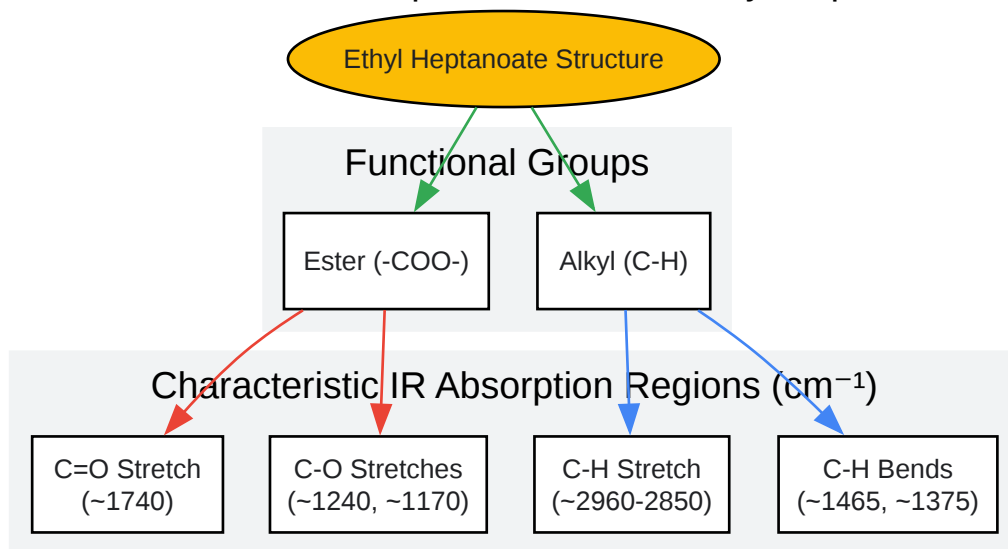 Ethyl Heptanoate Structure
Functional Groups
Ester (-COO-)
Alkyl (C-H)
Characteristic IR Absorption Regions (cm⁻¹)
C=O Stretch
(~1740)
C-O Stretches
(~1240, ~1170)
C-H Stretch
(~2960-2850)
C-H Bends
(~1465, ~1375)